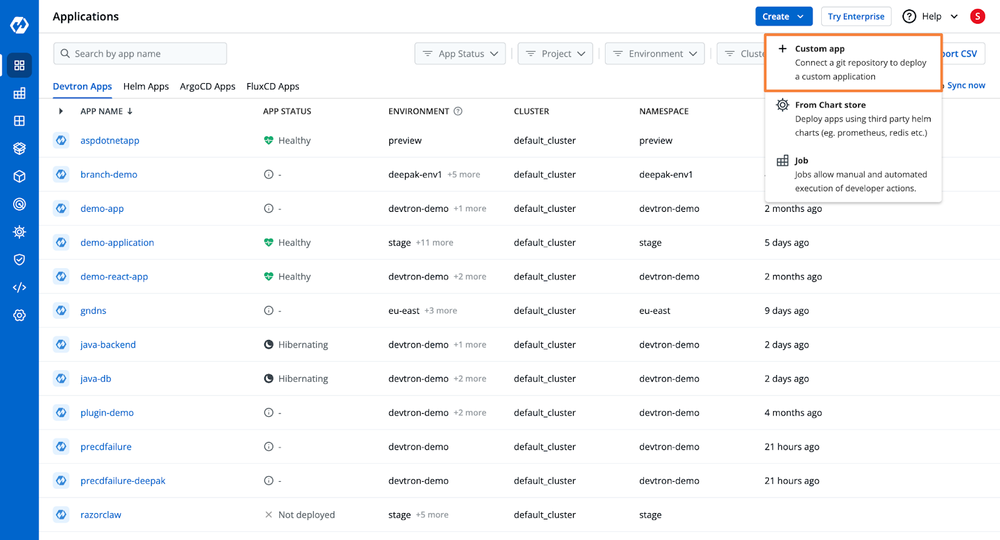 Applications
Create
Try Enterprise
Help
S
Search by app name
App Status
Project
Environment
port CSV
Custom app
Connect a git repository to deploy
a custom application
From Chart store
Deploy apps using third party helm
charts (eg. prometheus, redis etc.)
Job
Jobs allow manual and automated
execution of developer actions.
Devtron Apps Helm Apps ArgoCD Apps FluxCD Apps
Sync now
APP NAME APP STATUS ENVIRONMENT CLUSTER NAMESPACE
aspdotnetapp Healthy preview default_cluster preview
branch-demo - deepak-env1 +5 more default_cluster deepak-env1
demo-app - devtron-demo +1 more default_cluster devtron-demo 2 months ago
demo-application Healthy stage +11 more default_cluster stage 5 days ago
demo-react-app Healthy devtron-demo +2 more default_cluster devtron-demo 2 months ago
gndns - eu-east +3 more default_cluster eu-east 9 days ago
java-backend Hibernating devtron-demo +1 more default_cluster devtron-demo 2 days ago
java-db Hibernating devtron-demo +2 more default_cluster devtron-demo 2 days ago
plugin-demo - devtron-demo +2 more default_cluster devtron-demo 4 months ago
precdfailure - devtron-demo default_cluster devtron-demo 21 hours ago
precdfailure-deepak - devtron-demo default_cluster devtron-demo 21 hours ago
razorclaw Not deployed stage +5 more default_cluster stage